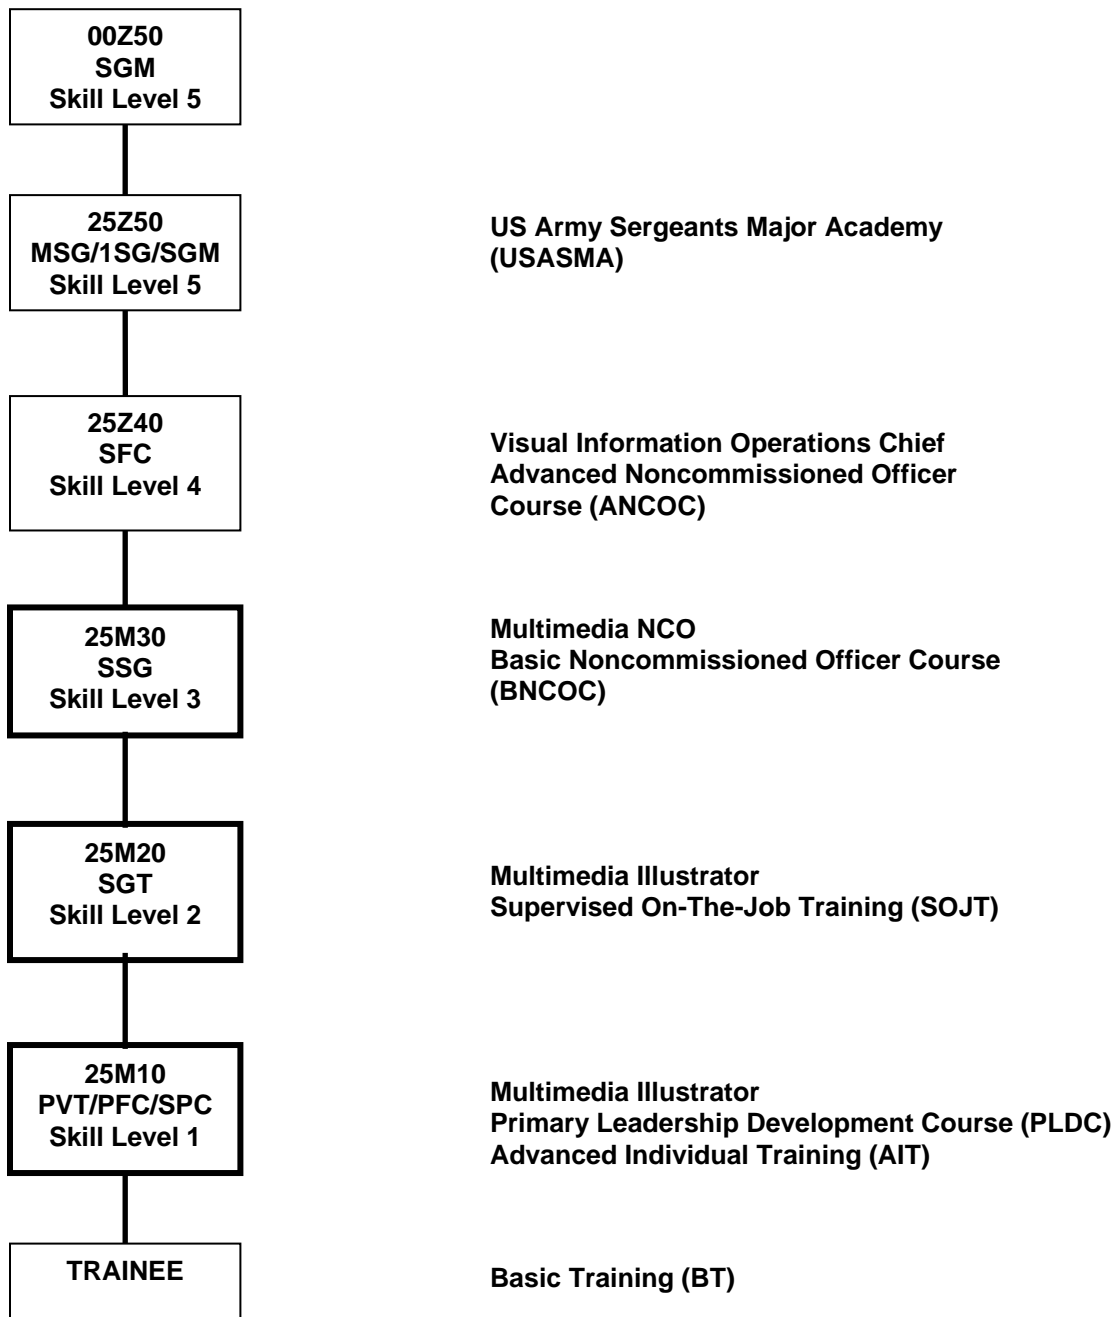 00Z50
SGM
Skill Level 5
25Z50
MSG/1SG/SGM
Skill Level 5
US Army Sergeants Major Academy
(USASMA)
25Z40
SFC
Skill Level 4
Visual Information Operations Chief
Advanced Noncommissioned Officer
Course (ANCOC)
25M30
SSG
Skill Level 3
Multimedia NCO
Basic Noncommissioned Officer Course
(BNCOC)
25M20
SGT
Skill Level 2
Multimedia Illustrator
Supervised On-The-Job Training (SOJT)
25M10
PVT/PFC/SPC
Skill Level 1
Multimedia Illustrator
Primary Leadership Development Course (PLDC)
Advanced Individual Training (AIT)
TRAINEE
Basic Training (BT)